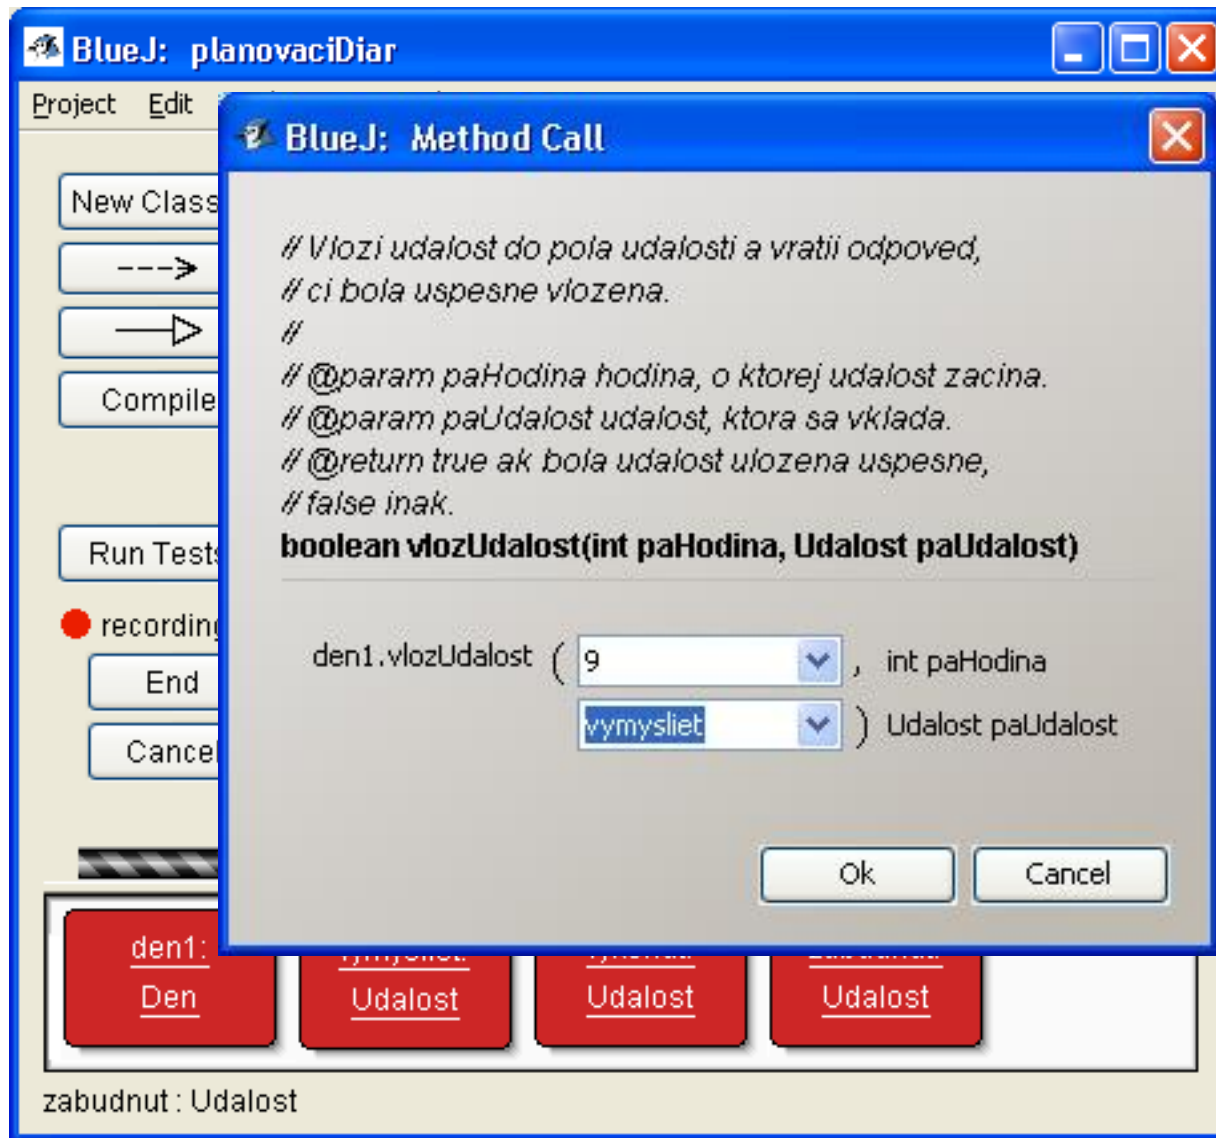 BlueJ: planovaciDiar
Project Edit
BlueJ: Method Call
New Class
// Vlozi udalost do pola udalosti a vratii odpoved,
// ci bola uspesne vlozena.
//
// @param paHodina hodina, o ktorej udalost zacina.
// @param paUdalost udalost, ktora sa vklada.
// @return true ak bola udalost ulozena uspesne,
// false inak.
boolean vlozUdalost(int paHodina, Udalost paUdalost)
Compile
Run Tests
recording
End
Cancel
den1.vlozUdalost ( 9 , int paHodina
vymysliet ) Udalost paUdalost
Ok Cancel
den1:
Den
Udalost
Udalost
Udalost
zabudnut : Udalost